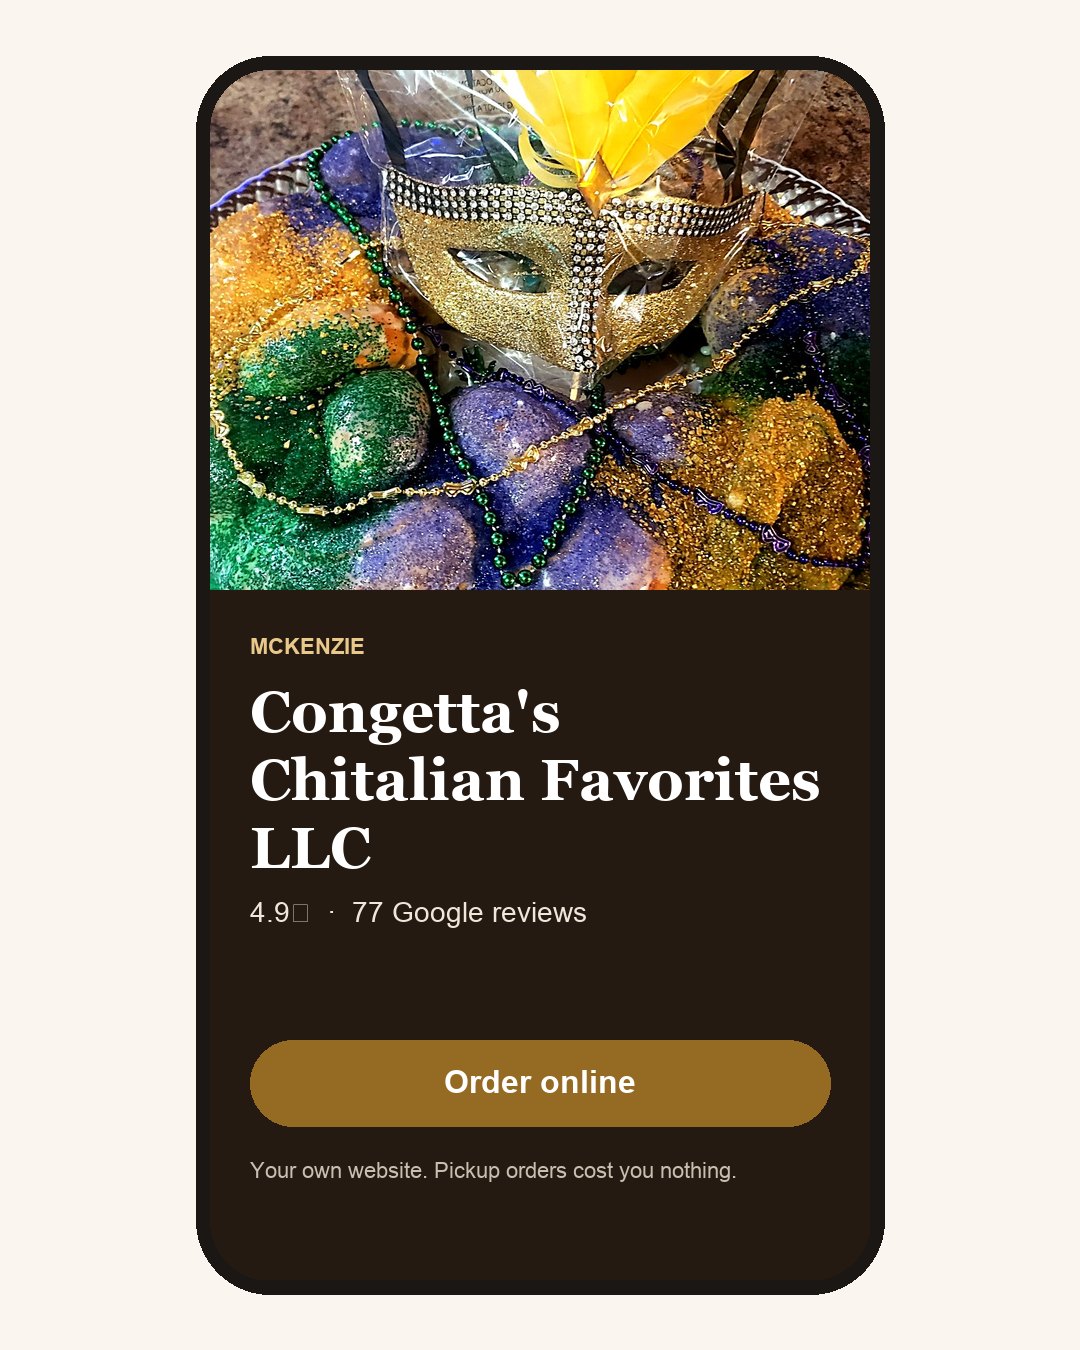 MCKENZIE
Congetta's
Chitalian Favorites
LLC
4.9□ · 77 Google reviews
Order online
Your own website. Pickup orders cost you nothing.